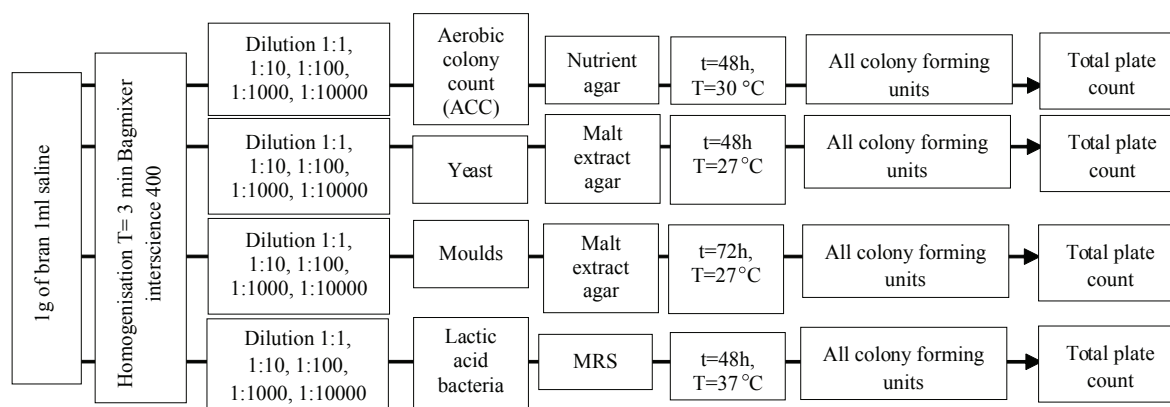 1g of bran 1ml saline
Homogenisation T= 3 min Bagmixer
interscience 400
Dilution 1:1,
1:10, 1:100,
1:1000, 1:10000
Aerobic
colony
count
(ACC)
Nutrient
agar
t=48h,
T=30 °C
All colony forming
units
Total plate
count
Dilution 1:1,
1:10, 1:100,
1:1000, 1:10000
Yeast
Malt
extract
agar
t=48h
T=27°C
All colony forming
units
Total plate
count
Dilution 1:1,
1:10, 1:100,
1:1000, 1:10000
Moulds
Malt
extract
agar
t=72h,
T=27°C
All colony forming
units
Total plate
count
Dilution 1:1,
1:10, 1:100,
1:1000, 1:10000
Lactic
acid
bacteria
MRS
t=48h,
T=37°C
All colony forming
units
Total plate
count